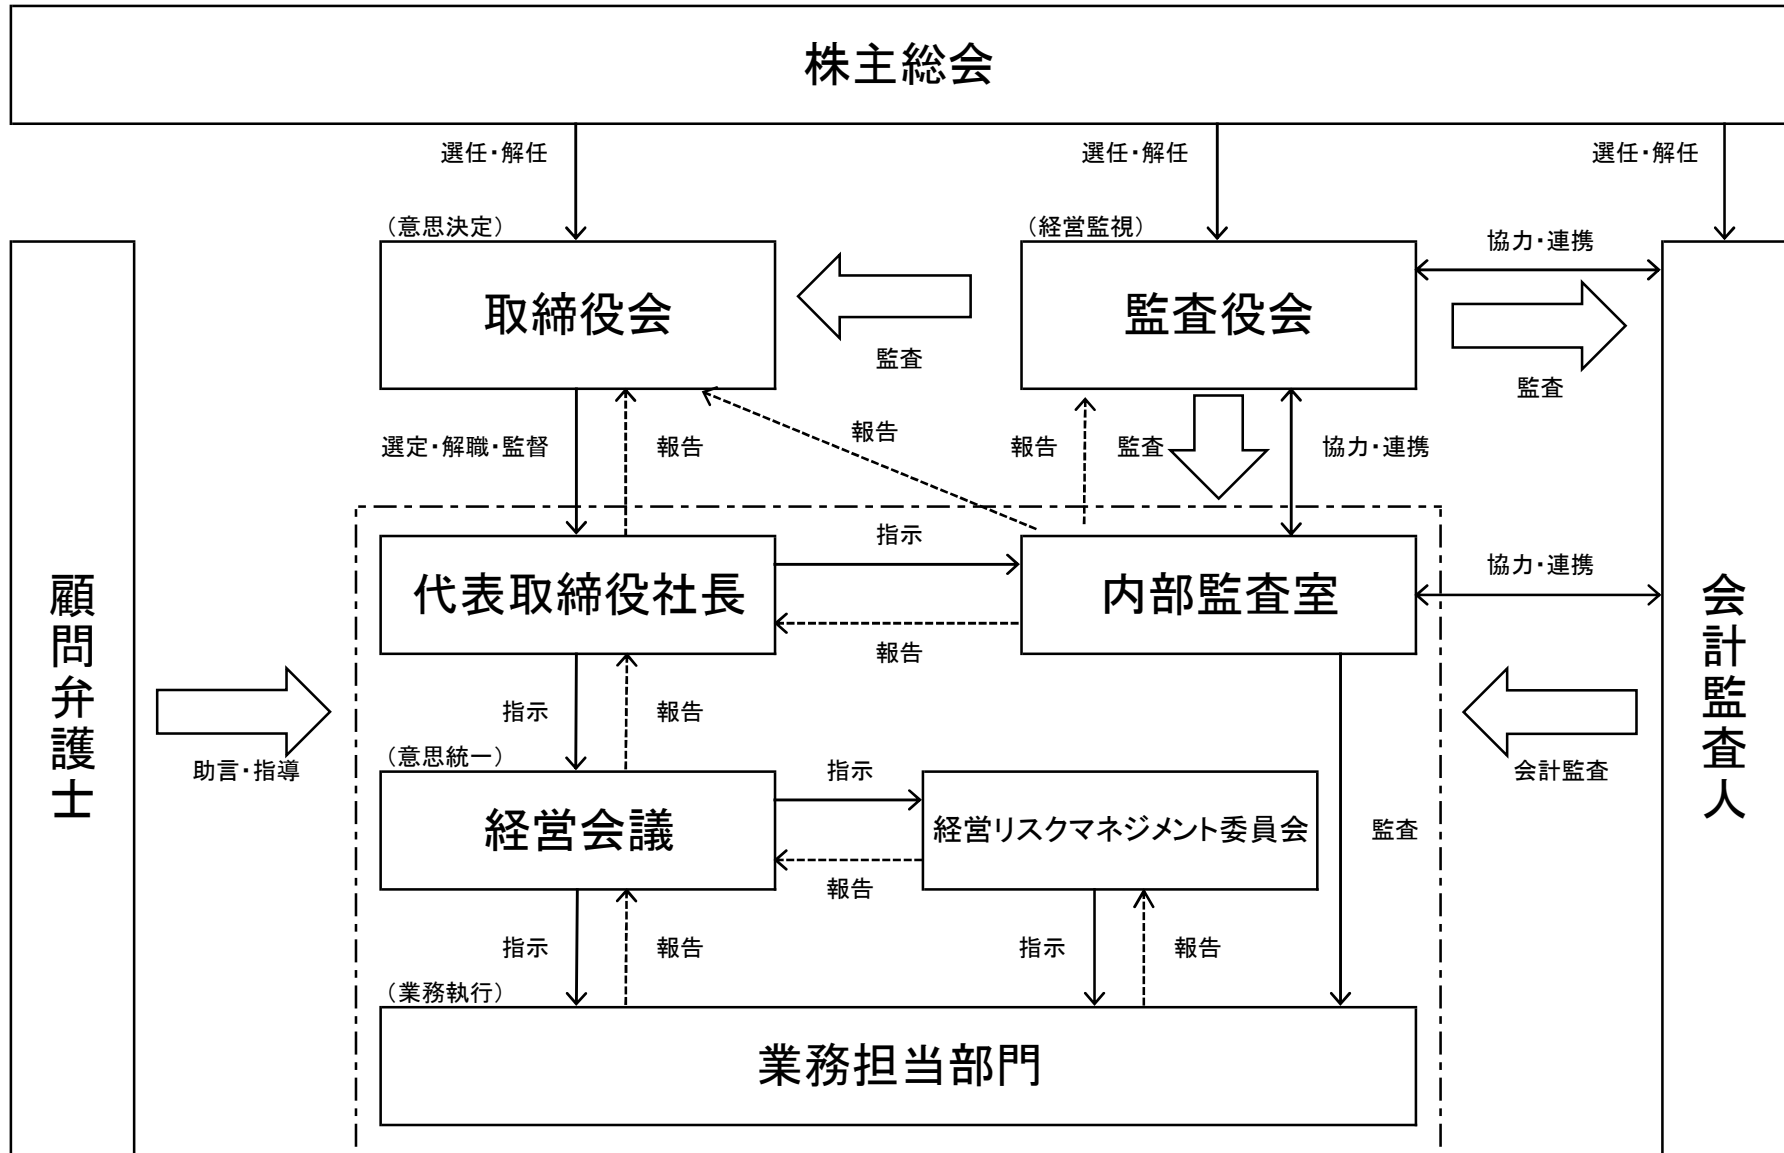 株主総会
選任・解任
選任・解任
選任・解任
（意思決定）
（経営監視）
協力・連携
取締役会
監査役会
監査
監査
選定・解職・監督
報告
報告
報告
監査
協力・連携
指示
代表取締役社長
内部監査室
協力・連携
報告
顧問弁護士
会計監査人
指示
報告
助言・指導
会計監査
（意思統一）
指示
経営会議
経営リスクマネジメント委員会
監査
報告
指示
報告
指示
報告
（業務執行）
業務担当部門